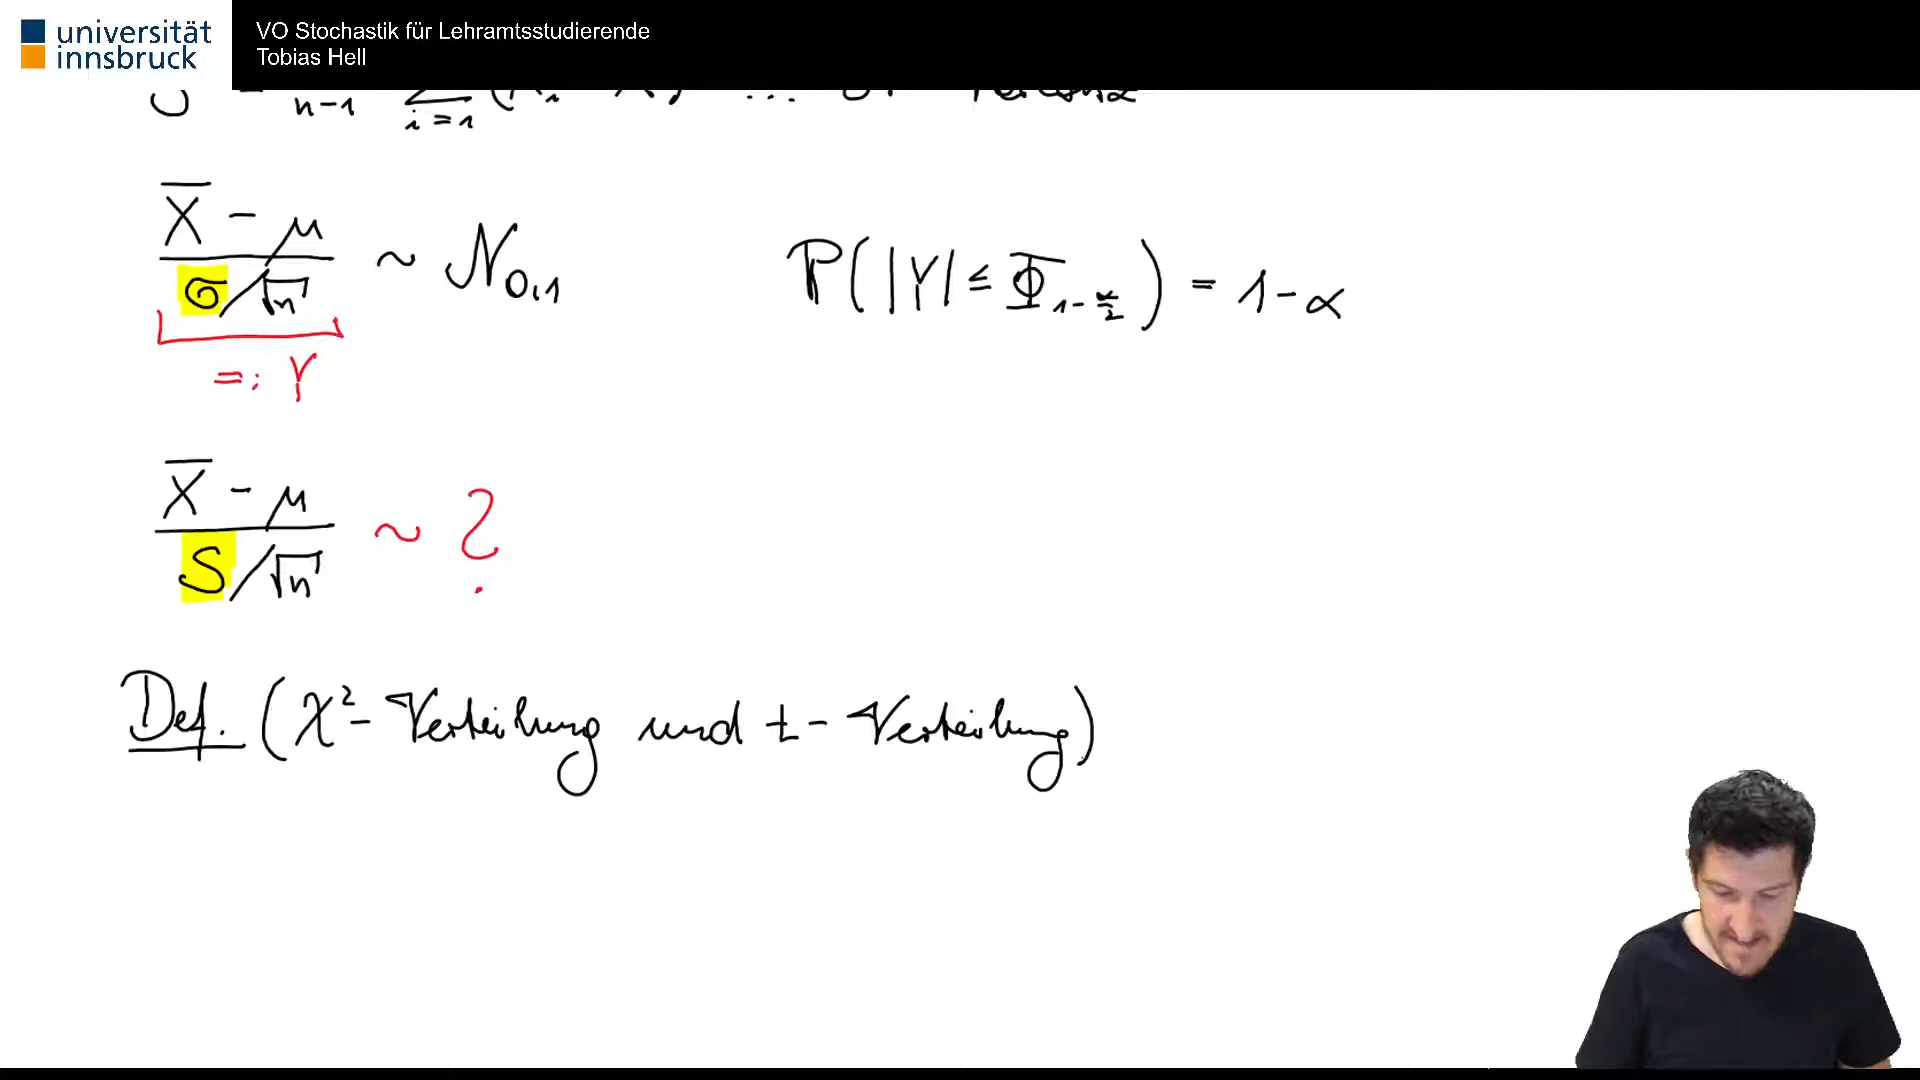 universität
innsbruck
VO Stochastik für Lehramtsstudierende
Tobias Hell
n-1 i=1
X̅ - μ
σ/√n ~ N₀,₁ P(|Y| ≤ Φ₁₋α/₂) = 1-α
=: Y
X̅ - μ
S/√n ~ ?
Def. (χ²-Verteilung und t-Verteilung)